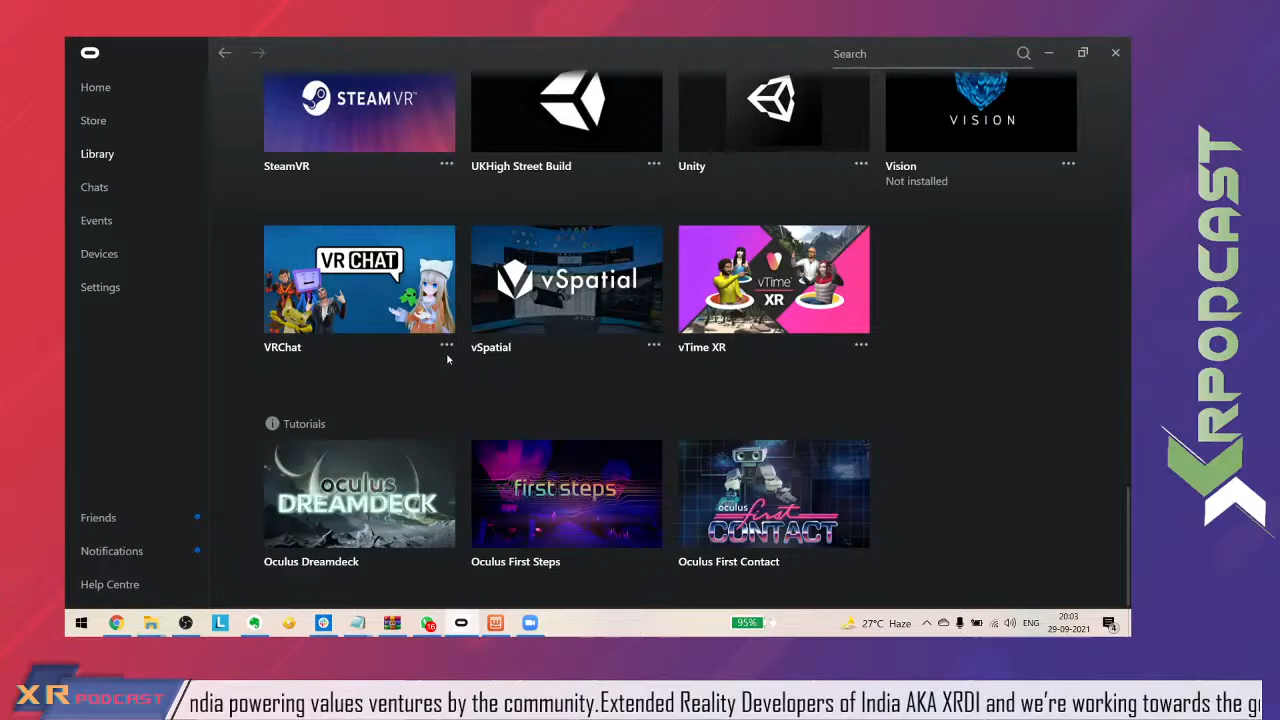 Search
Home
Store
Library
Chats
Events
Devices
Settings
Friends
Notifications
Help Centre
STEAMVR™
VISION
SteamVR
UKHigh Street Build
Unity
Vision
Not installed
VRCHAT
vSpatial
vTime
XR
VRChat
vSpatial
vTime XR
Tutorials
oculus
DREAMDECK
first steps
oculus
first
CONTACT
Oculus Dreamdeck
Oculus First Steps
Oculus First Contact
L
16
95%
27°C Haze
ENG
20:03
29-09-2021
4
XRPODCAST
XR PODCAST
ndia powering values ventures by the community.Extended Reality Developers of India AKA XRDI and we're working towards the g